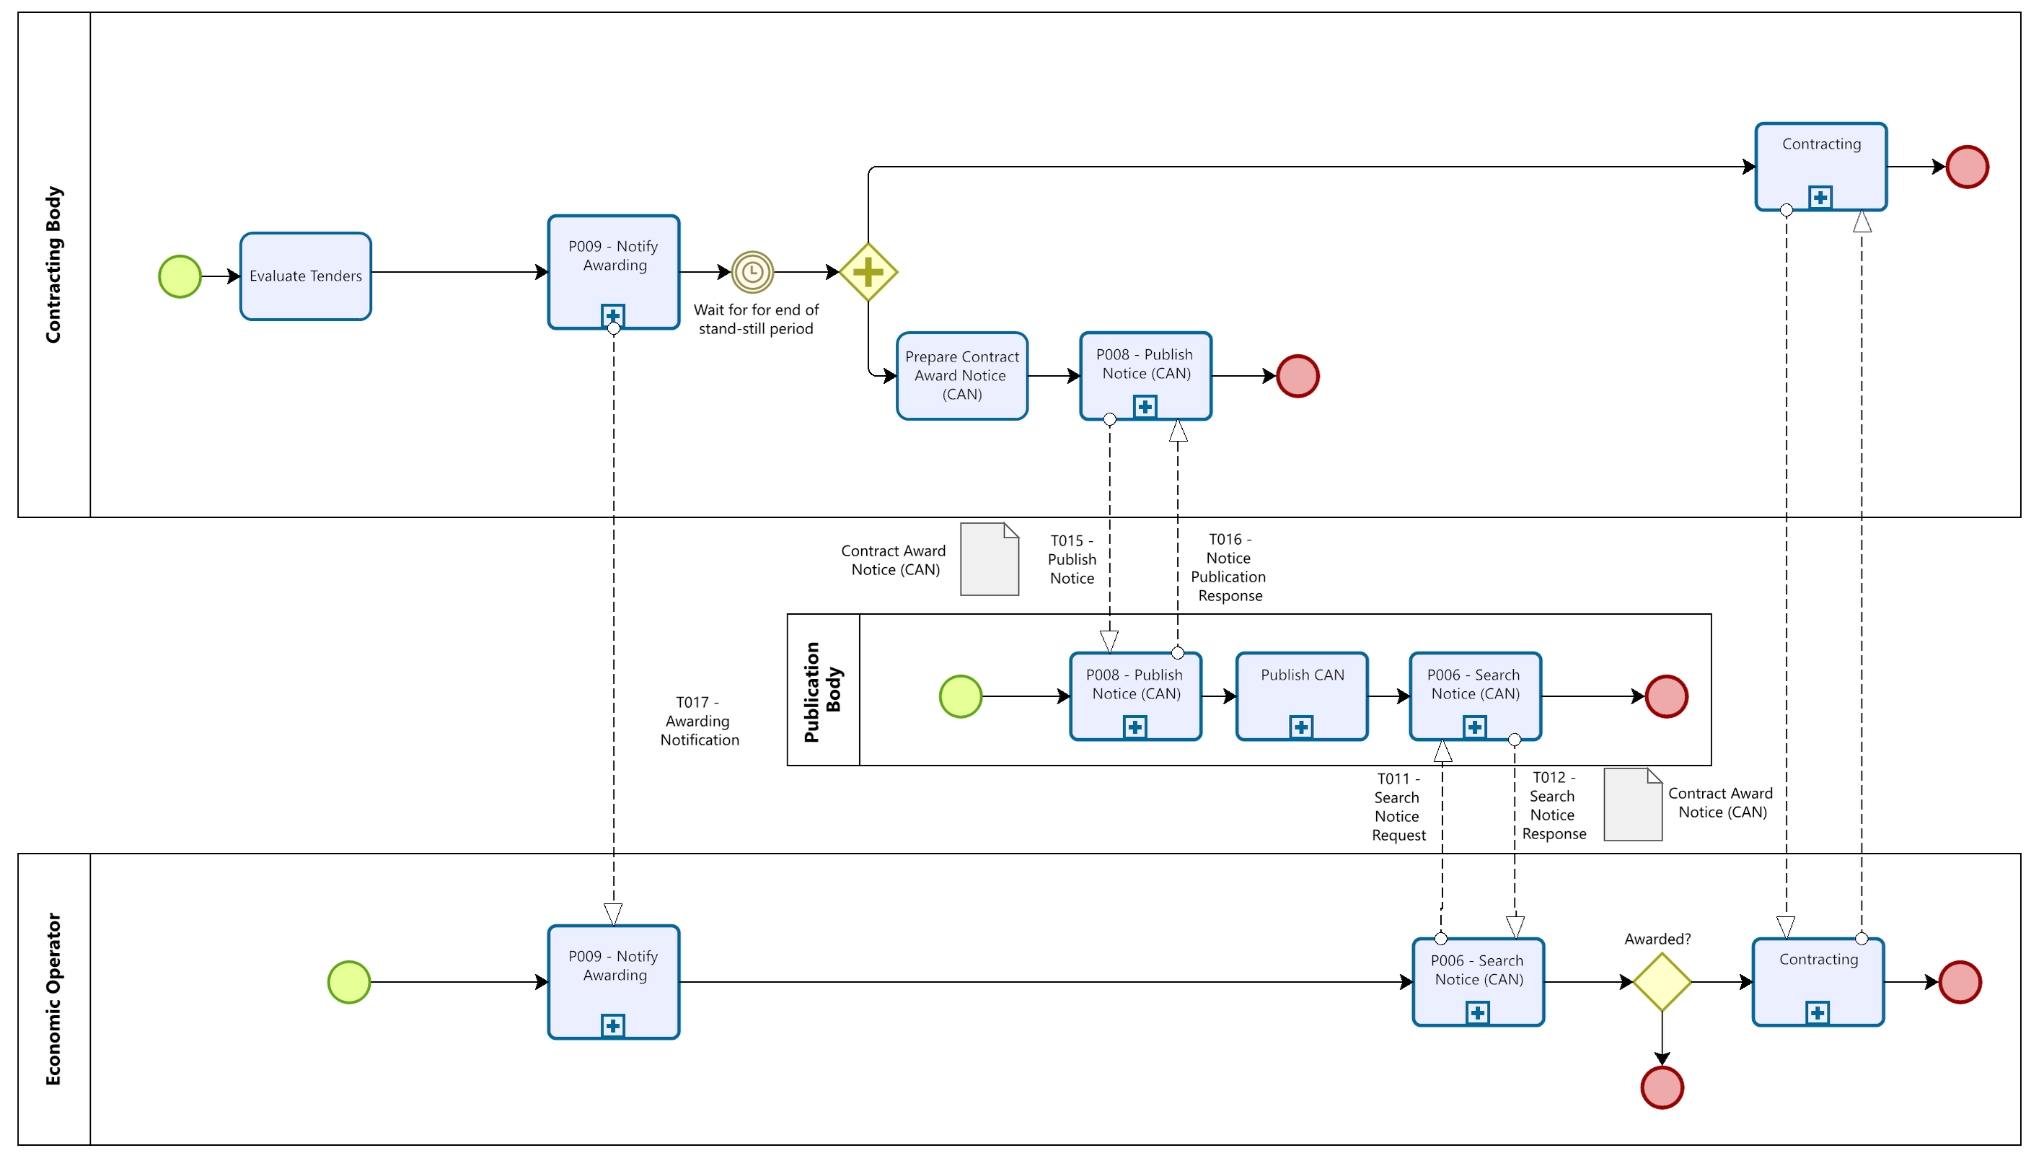 Contracting Body
Contracting
P009 - Notify
Awarding
Evaluate Tenders
Wait for for end of
stand-still period
Prepare Contract
Award Notice
(CAN)
P008 - Publish
Notice (CAN)
Contract Award
Notice (CAN)
T015 -
Publish
Notice
T016 -
Notice
Publication
Response
T017 -
Awarding
Notification
Publication
Body
P008 - Publish
Notice (CAN)
Publish CAN
P006 - Search
Notice (CAN)
T011 -
Search
Notice
Request
T012 -
Search
Notice
Response
Contract Award
Notice (CAN)
Economic Operator
P009 - Notify
Awarding
P006 - Search
Notice (CAN)
Awarded?
Contracting